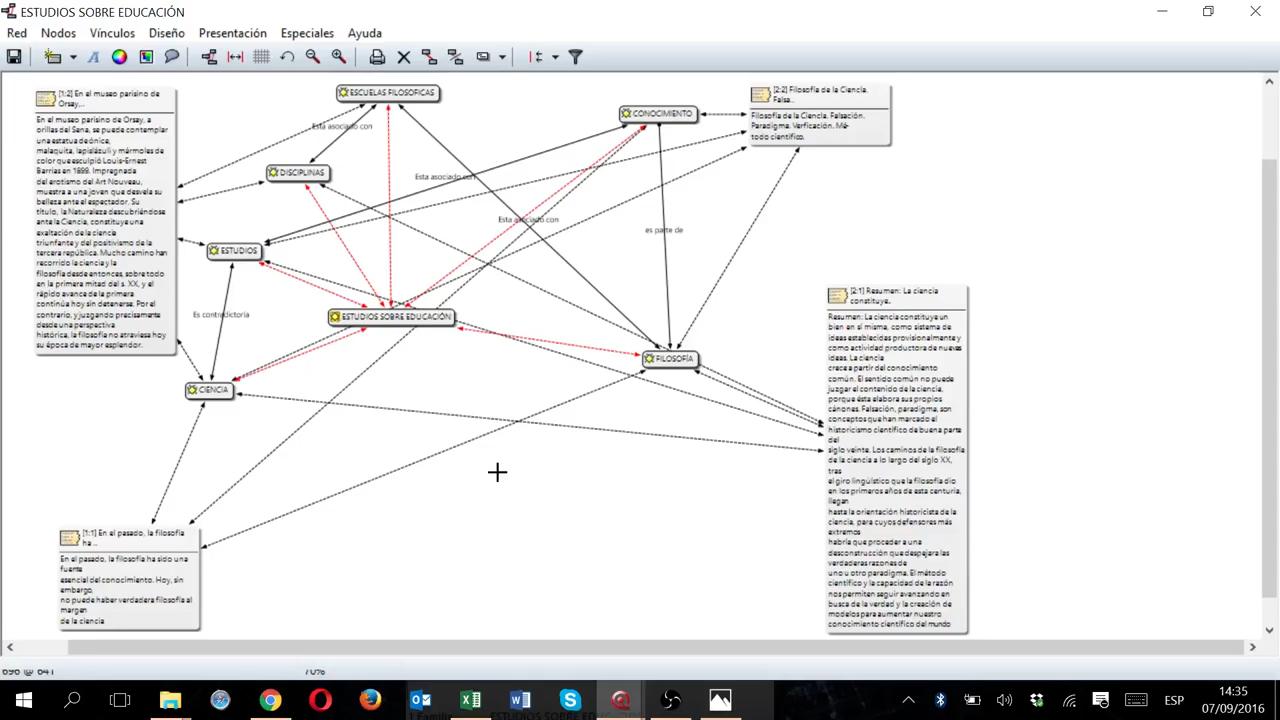 ESTUDIOS SOBRE EDUCACIÓN
Red Nodos Vínculos Diseño Presentación Especiales Ayuda
[1:2] En el museo parisino de
Orsay,...
En el museo parisino de Orsay, a
orillas del Sena, se puede contemplar
una estatua de ónice,
malaquita, lapislázuli y mármoles de
color que esculpió Louis-Ernest
Barrias en 1899. Impregnada
del erotismo del Art Nouveau,
muestra a una joven que desvela su
belleza ante el espectador. Su
título, la Naturaleza descubriéndose
ante la Ciencia, constituye una
exaltación de la ciencia
triunfante y del positivismo de la
tercera república. Mucho camino han
recorrido la ciencia y la
filosofía desde entonces, sobre todo
en la primera mitad del s. XX, y el
rápido avance de la primera
continúa hoy sin detenerse. Por el
contrario, y juzgando precisamente
desde una perspectiva
histórica, la filosofía no atraviesa hoy
su época de mayor esplendor.
ESCUELAS FILOSOFICAS
Esta asociado con
DISCIPLINAS
Esta asociado con
Esta asociado con
CONOCIMIENTO
es parte de
[2:2] Filosofía de la Ciencia.
Falsa..
Filosofía de la Ciencia. Falsación.
Paradigma. Verificación. Mé-
todo científico.
ESTUDIOS
Es contradictoria
ESTUDIOS SOBRE EDUCACIÓN
FILOSOFÍA
CIENCIA
[2:1] Resumen: La ciencia
constituye..
Resumen: La ciencia constituye un
bien en sí misma, como sistema de
ideas establecidas provisionalmente y
como actividad productora de nuevas
ideas. La ciencia
crece a partir del conocimiento
común. El sentido común no puede
juzgar el contenido de la ciencia,
porque ésta elabora sus propios
cánones. Falsación, paradigma, son
conceptos que han marcado el
historicismo científico de buena parte
del
siglo veinte. Los caminos de la filosofía
de la ciencia a lo largo del siglo XX,
tras
el giro lingüístico que la filosofía dio
en los primeros años de esta centuria,
llegan
hasta la orientación historicista de la
ciencia, para cuyos defensores más
extremos
habría que proceder a una
desconstrucción que despejara las
verdaderas razones de
uno u otro paradigma. El método
científico y la capacidad de la razón
nos permiten seguir avanzando en
busca de la verdad y la creación de
modelos para aumentar nuestro
conocimiento científico del mundo
[1:1] En el pasado, la filosofía
ha ..
En el pasado, la filosofía ha sido una
fuente
esencial del conocimiento. Hoy, sin
embargo,
no puede haber verdadera filosofía al
margen
de la ciencia
696 @ 641 70%
ESP
14:35
07/09/2016